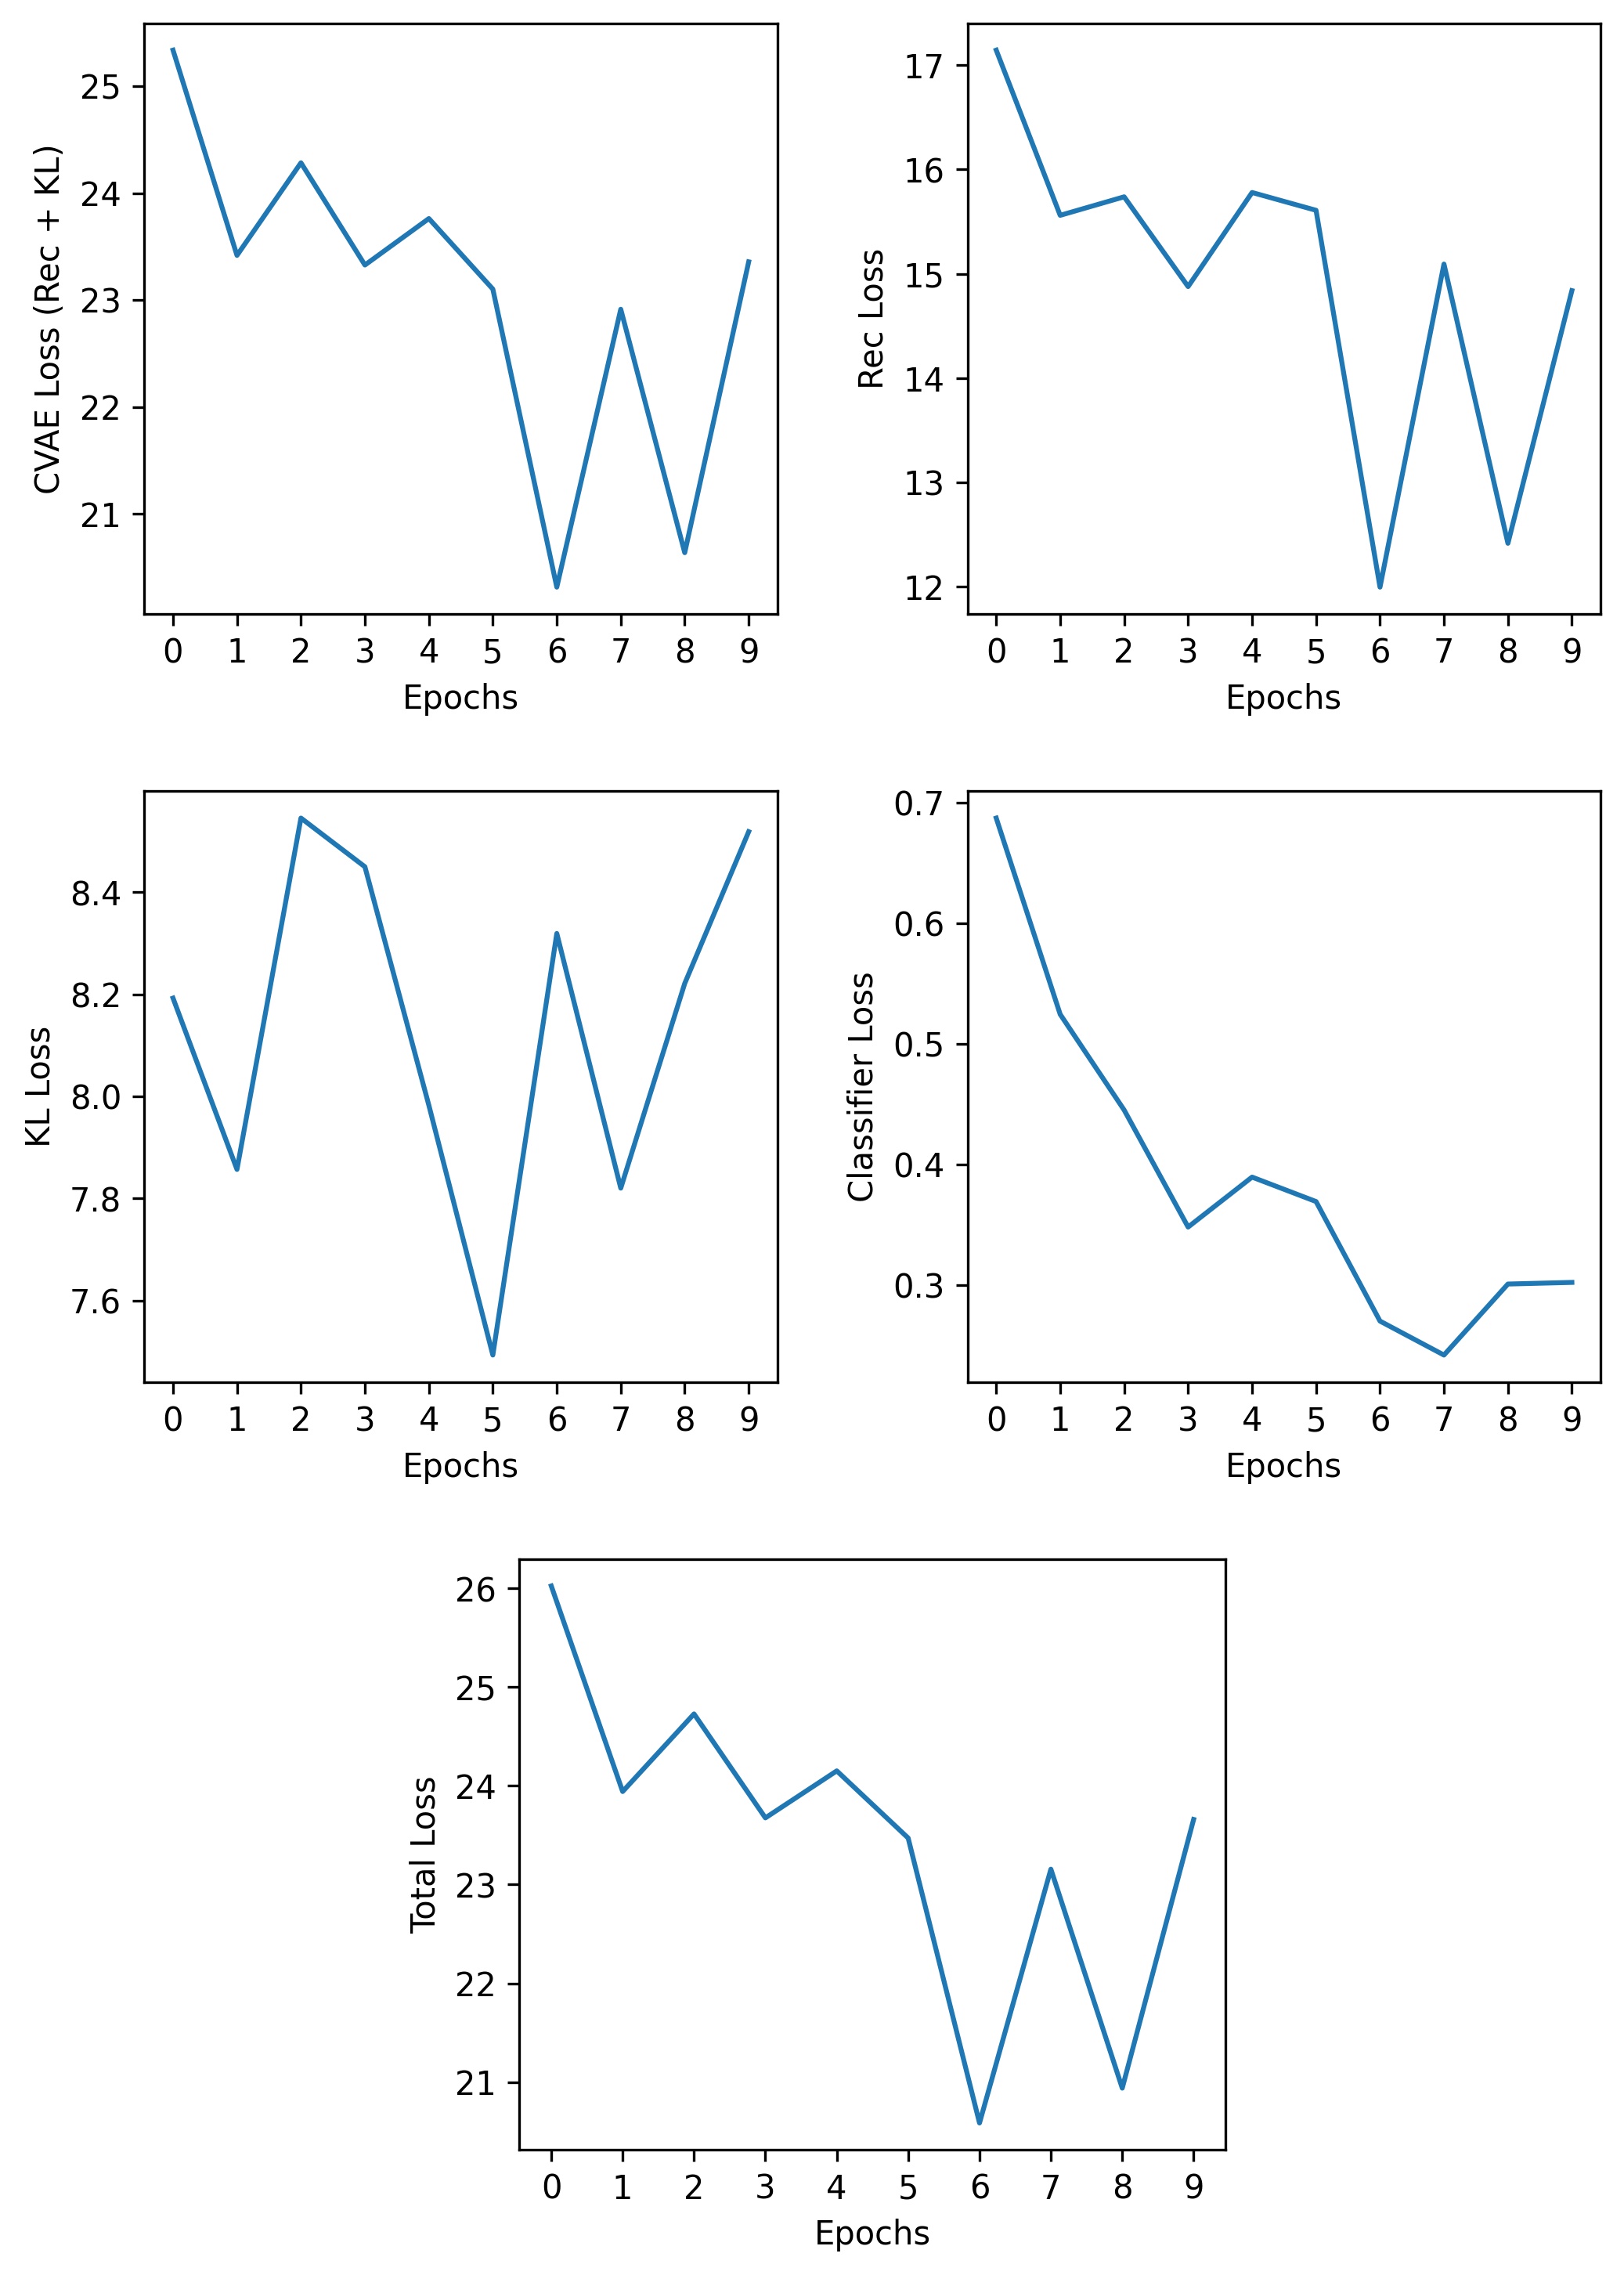 CVAE Loss (Rec + KL)
25
24
23
22
21
0 1 2 3 4 5 6 7 8 9
Epochs
Rec Loss
17
16
15
14
13
12
0 1 2 3 4 5 6 7 8 9
Epochs
KL Loss
8.4
8.2
8.0
7.8
7.6
0 1 2 3 4 5 6 7 8 9
Epochs
Classifier Loss
0.7
0.6
0.5
0.4
0.3
0 1 2 3 4 5 6 7 8 9
Epochs
Total Loss
26
25
24
23
22
21
0 1 2 3 4 5 6 7 8 9
Epochs